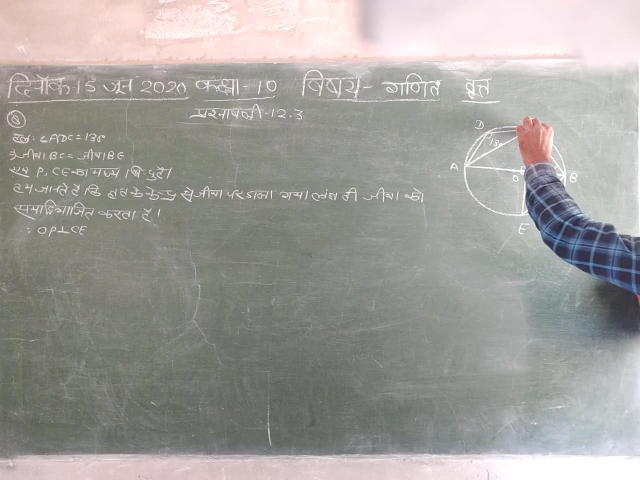 दिनाँक 15 जून 2020 कक्षा - 10 विषय - गणित वृत्त
प्रश्नावली - 12.3
हल: ∠ADC = 130
∵ जीवा BC = जीवा BE
P, CE का मध्य बिन्दु है।
हम जानते हैं कि वृत्त के केन्द्र से जीवा पर डाला गया लंब ही जीवा को
समद्विभाजित करता है।
∴ OP⊥CE
D
A
O
B
E